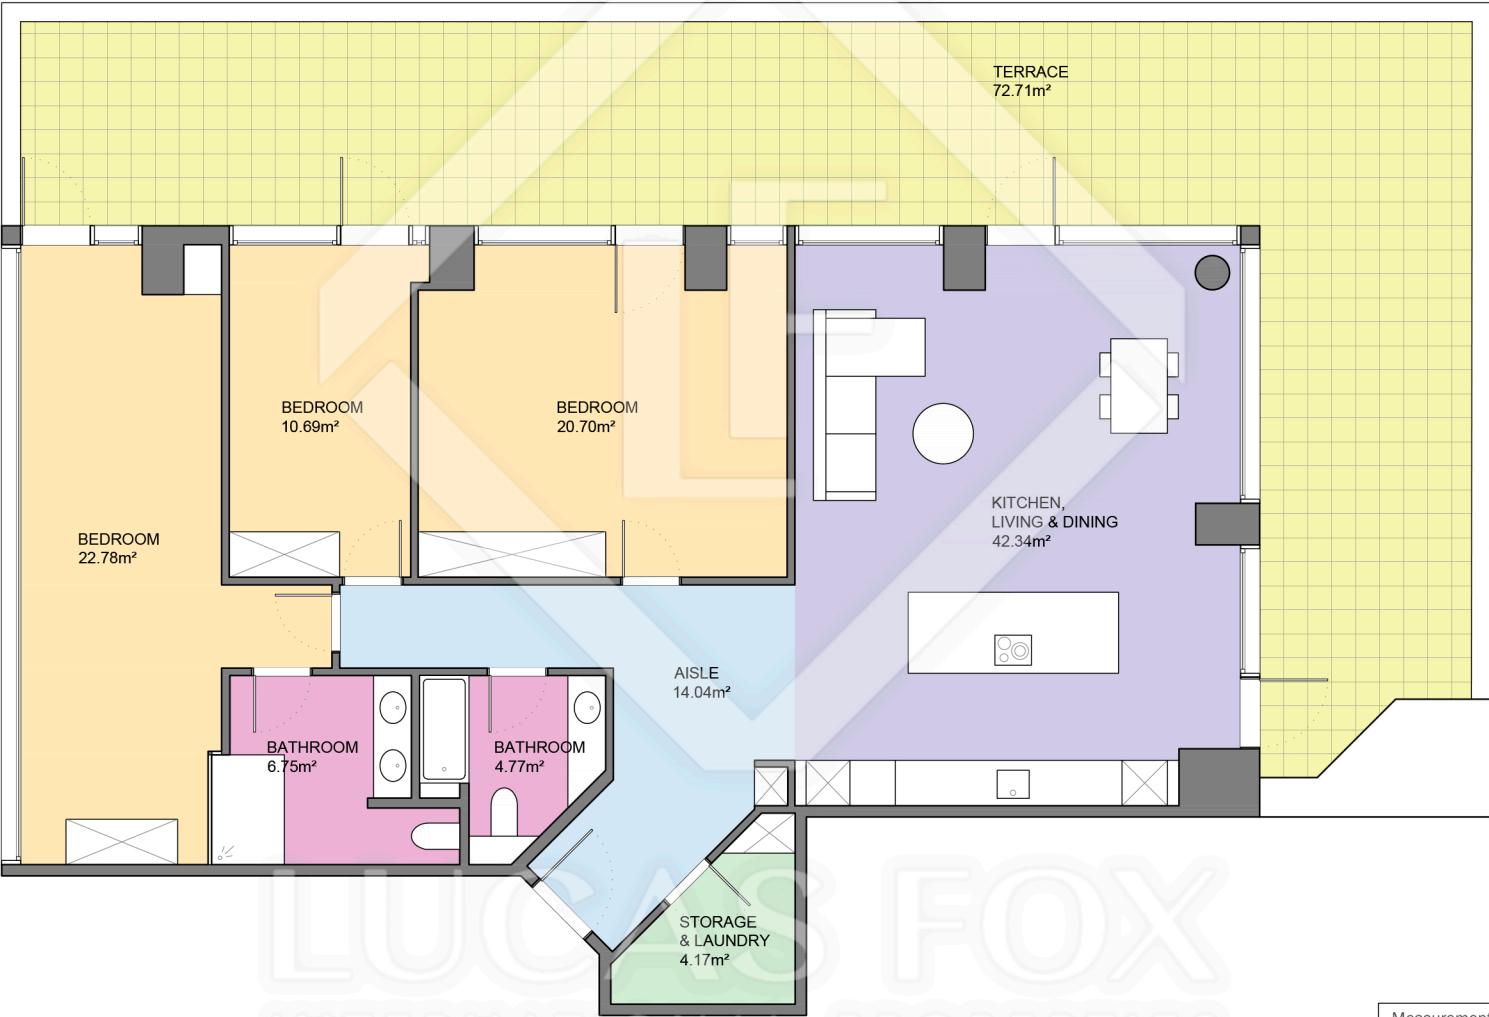 TERRACE
72.71m²
BEDROOM
10.69m²
BEDROOM
20.70m²
KITCHEN,
LIVING & DINING
42.34m²
BEDROOM
22.78m²
AISLE
14.04m²
BATHROOM
6.75m²
BATHROOM
4.77m²
STORAGE
& LAUNDRY
4.17m²
LUCAS FOX